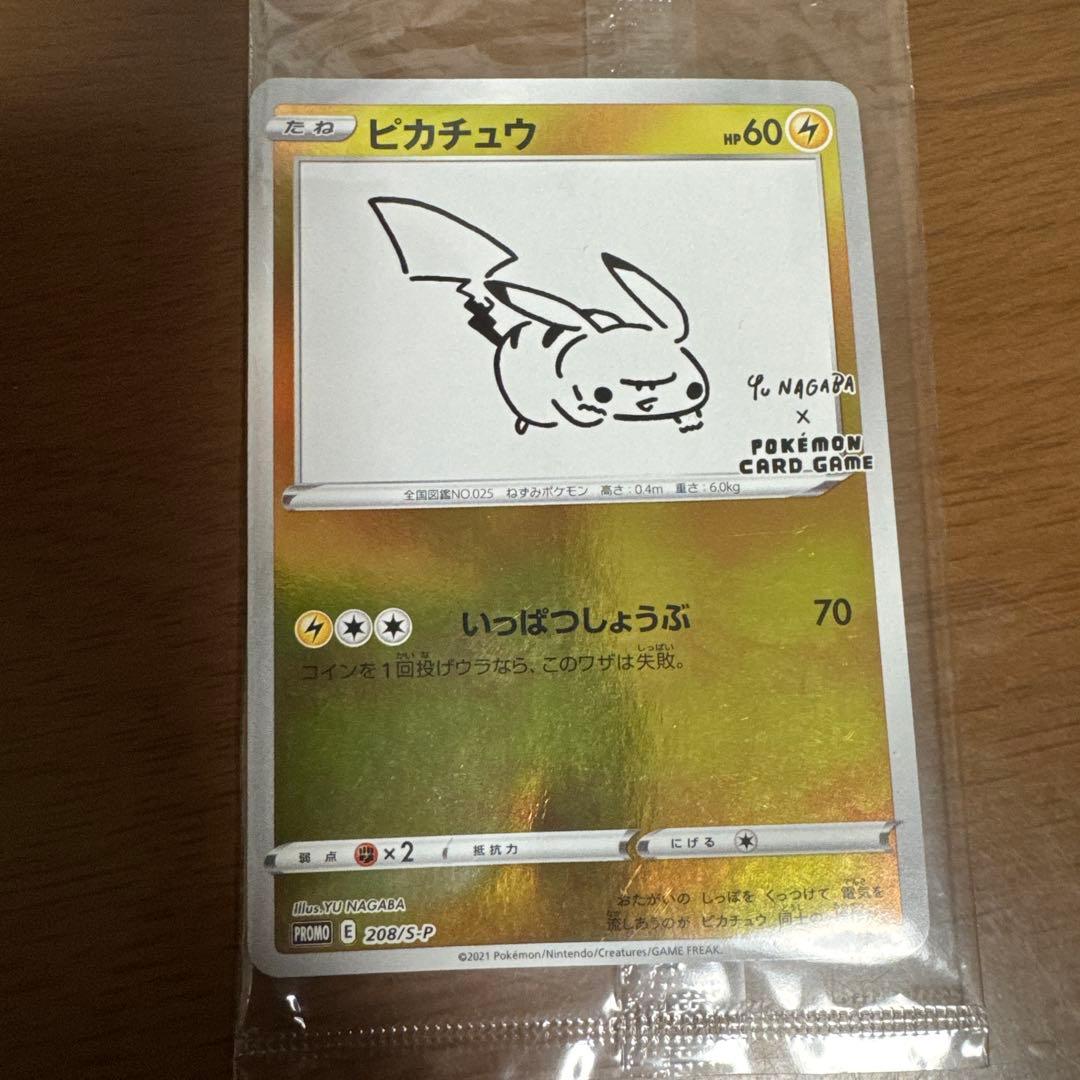 たね ピカチュウ HP60
YU NAGABA
×
POKÉMON
CARD GAME
全国図鑑NO.025 ねずみポケモン 高さ:0.4m 重さ:6.0kg
いっぱつしょうぶ 70
コインを1回投げウラなら、このワザは失敗。
弱点 ×2 抵抗力 にげる
おたがいの しっぽを くっつけて 電気を
流しあうのが ピカチュウ 同士の
Illus.YU NAGABA
PROMO E 208/S-P
©2021 Pokémon/Nintendo/Creatures/GAME FREAK.